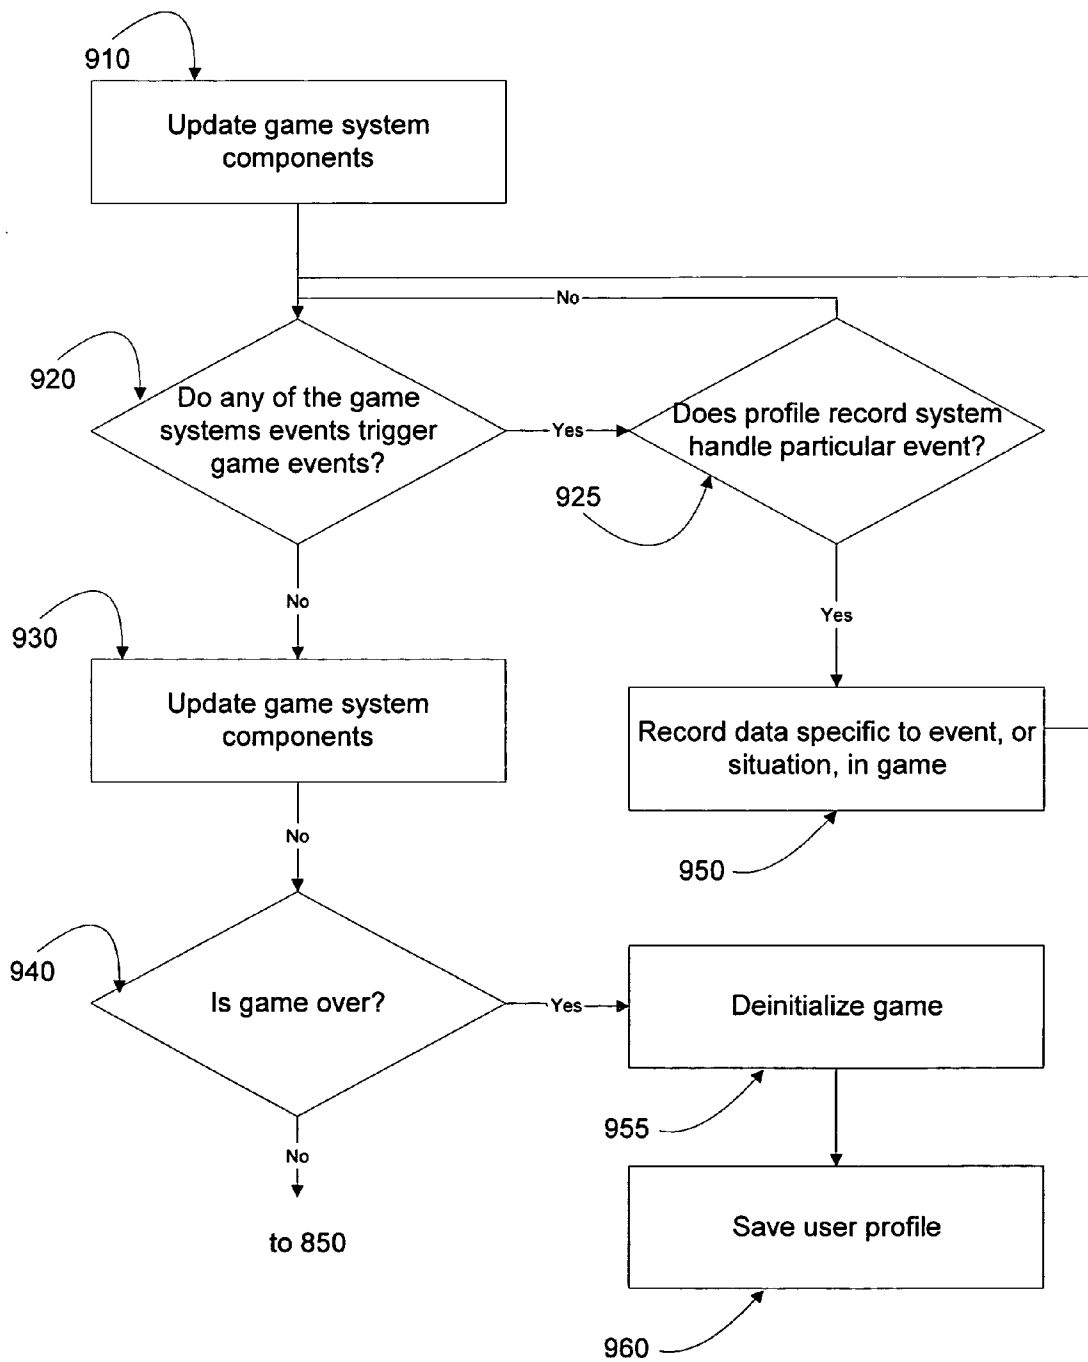 910
Update game system
components
No
920
Do any of the game
systems events trigger
game events?
Yes
Does profile record system
handle particular event?
925
No
Yes
930
Update game system
components
Record data specific to event, or
situation, in game
No
950
940
Is game over?
Yes
Deinitialize game
955
No
to 850
Save user profile
960